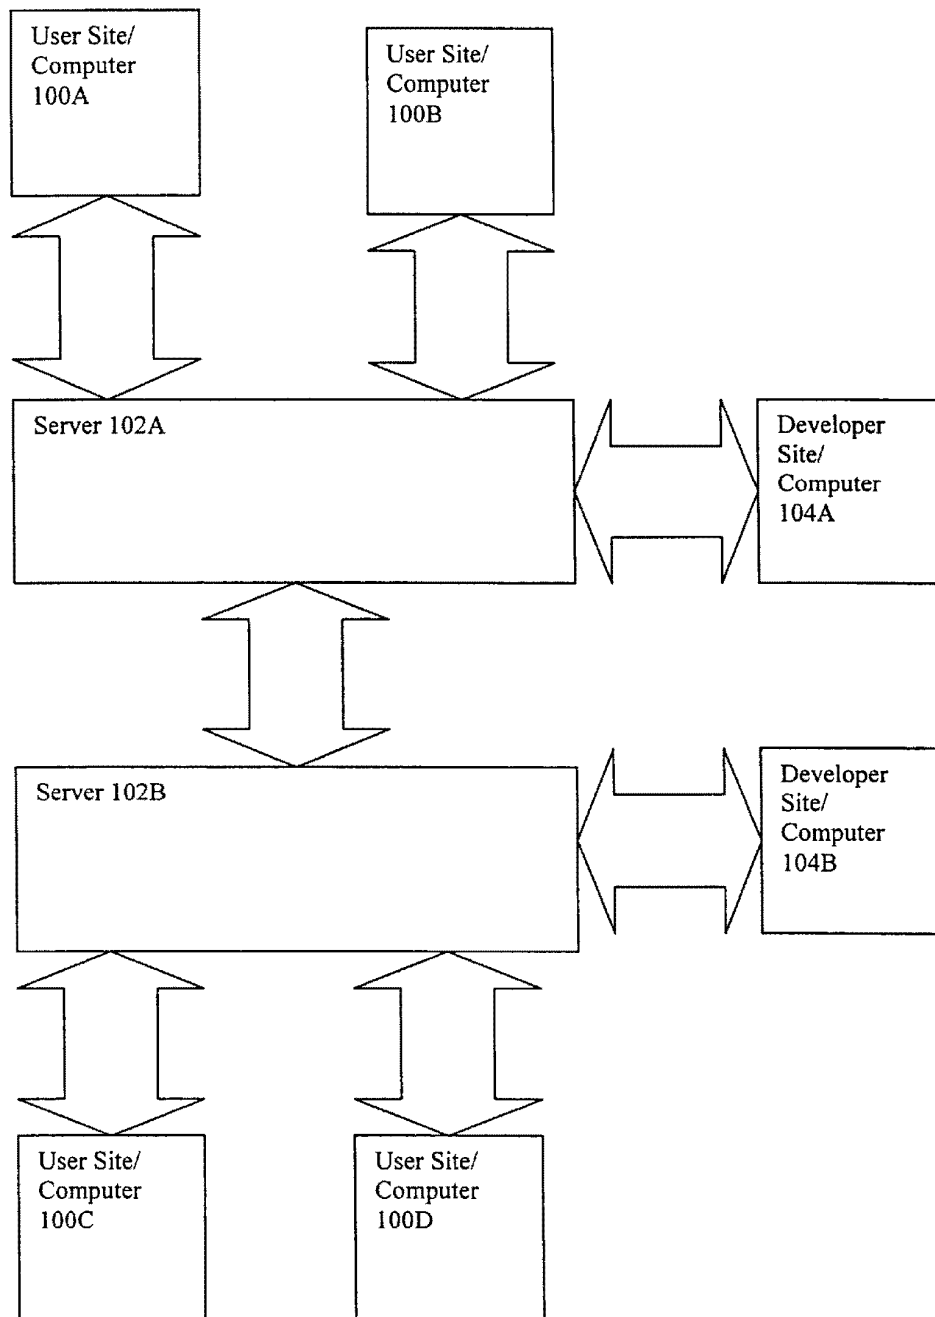 User Site/
Computer
100A
User Site/
Computer
100B
Server 102A
Developer
Site/
Computer
104A
Server 102B
Developer
Site/
Computer
104B
User Site/
Computer
100C
User Site/
Computer
100D